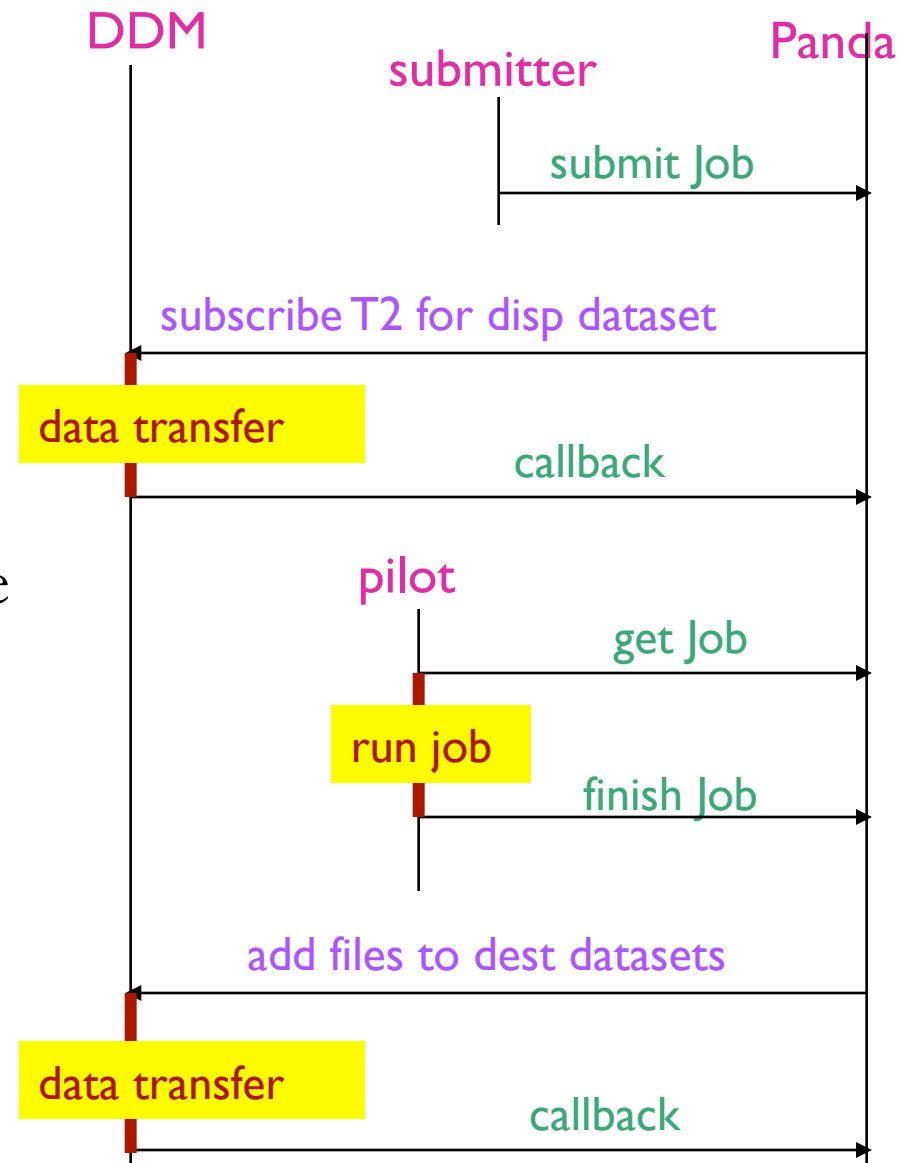 DDM
submitter
Panda
submit Job
subscribe T2 for disp dataset
data transfer
callback
e
pilot
get Job
run job
finish Job
add files to dest datasets
data transfer
callback